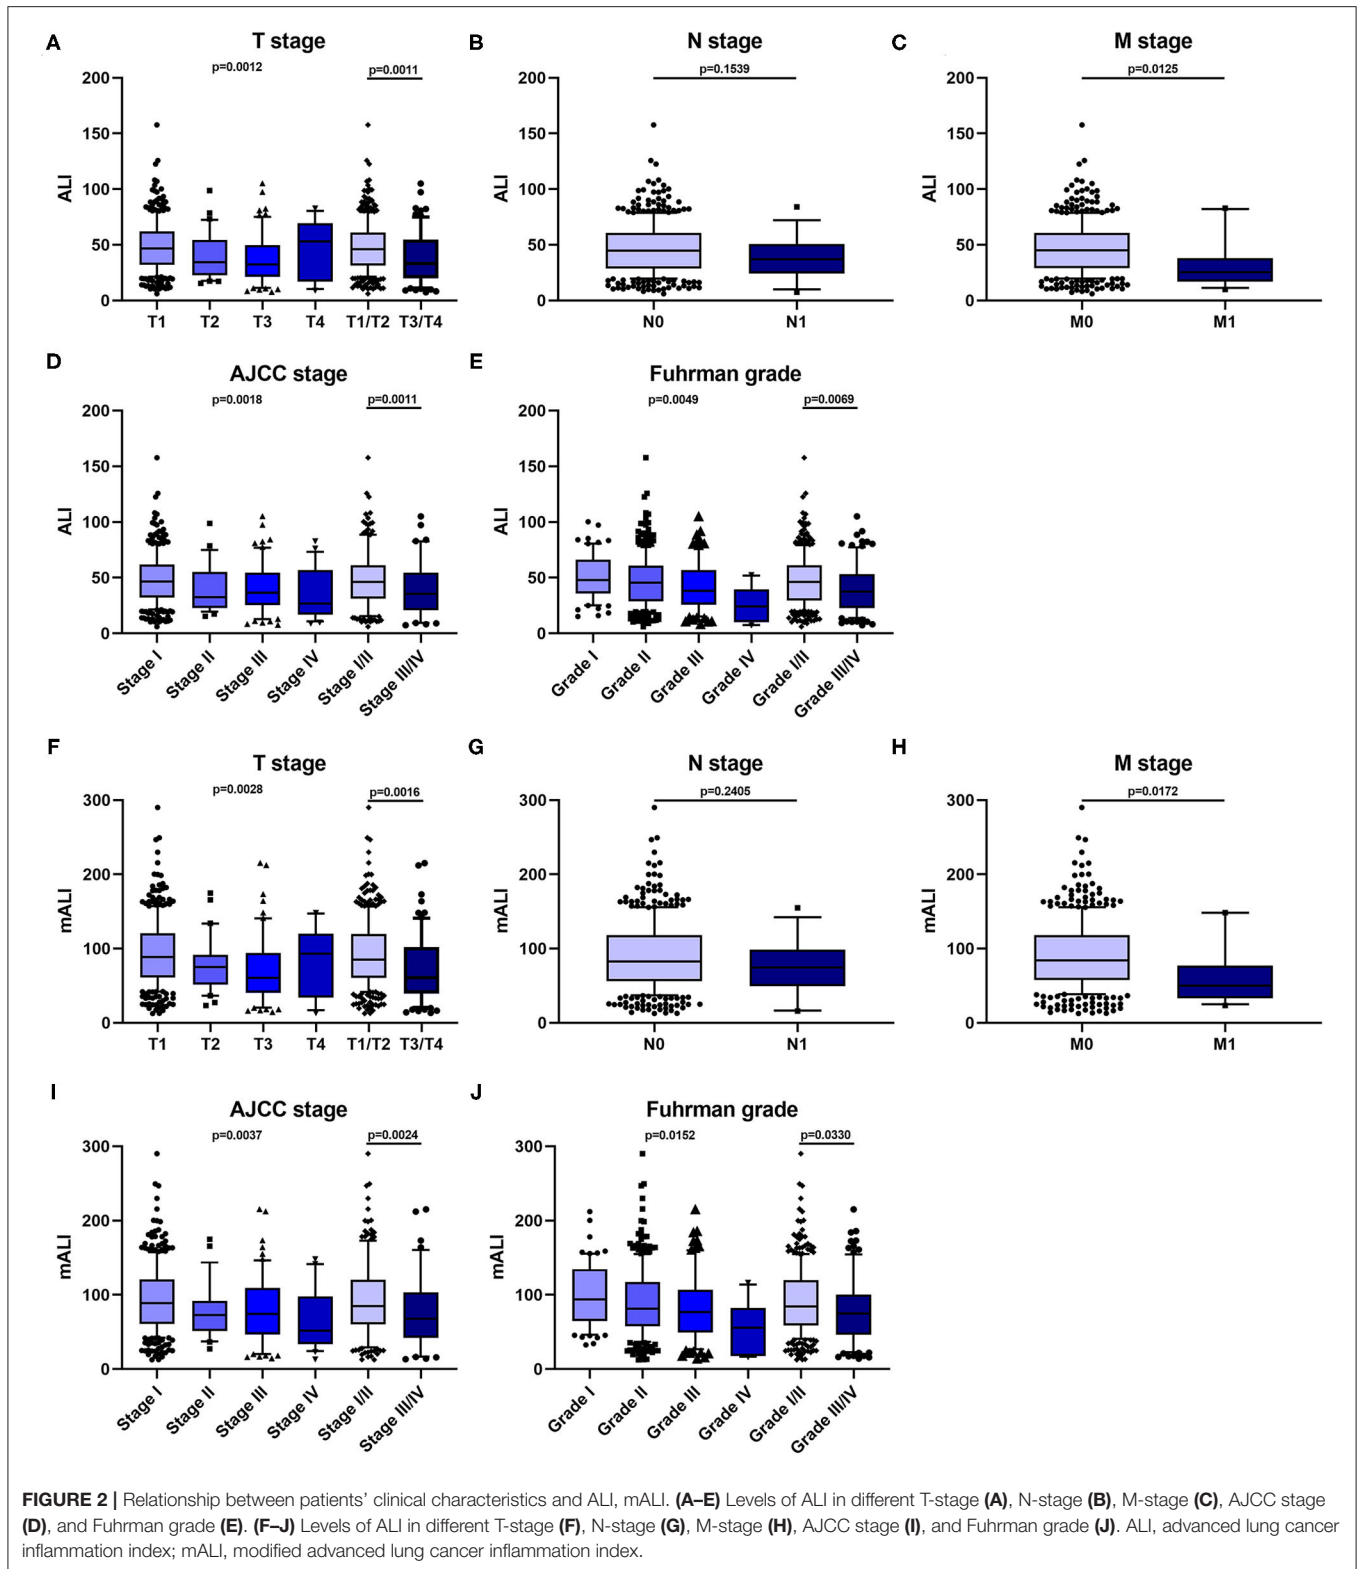 A
T stage
p=0.0012
p=0.0011
200
150
100
50
0
ALI
T1 T2 T3 T4 T1/T2 T3/T4
B
N stage
p=0.1539
200
150
100
50
0
ALI
N0 N1
C
M stage
p=0.0125
200
150
100
50
0
ALI
M0 M1
D
AJCC stage
p=0.0018
p=0.0011
200
150
100
50
0
ALI
Stage I Stage II Stage III Stage IV Stage I/II Stage III/IV
E
Fuhrman grade
p=0.0049
p=0.0069
200
150
100
50
0
ALI
Grade I Grade II Grade III Grade IV Grade I/II Grade III/IV
F
T stage
p=0.0028
p=0.0016
300
200
100
0
mALI
T1 T2 T3 T4 T1/T2 T3/T4
G
N stage
p=0.2405
300
200
100
0
mALI
N0 N1
H
M stage
p=0.0172
300
200
100
0
mALI
M0 M1
I
AJCC stage
p=0.0037
p=0.0024
300
200
100
0
mALI
Stage I Stage II Stage III Stage IV Stage I/II Stage III/IV
J
Fuhrman grade
p=0.0152
p=0.0330
300
200
100
0
mALI
Grade I Grade II Grade III Grade IV Grade I/II Grade III/IV
FIGURE 2 | Relationship between patients' clinical characteristics and ALI, mALI. (A–E) Levels of ALI in different T-stage (A), N-stage (B), M-stage (C), AJCC stage
(D), and Fuhrman grade (E). (F–J) Levels of ALI in different T-stage (F), N-stage (G), M-stage (H), AJCC stage (I), and Fuhrman grade (J). ALI, advanced lung cancer
inflammation index; mALI, modified advanced lung cancer inflammation index.